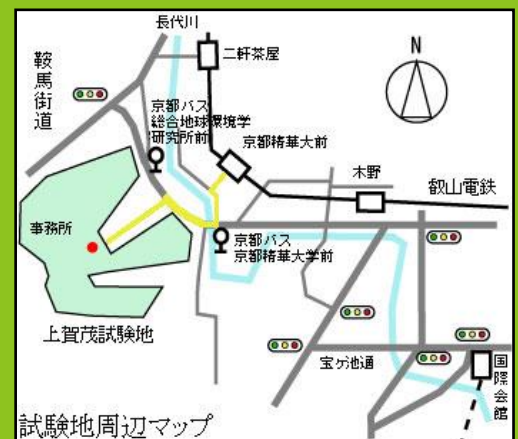 長代川
二軒茶屋
N
鞍馬街道
京都バス
総合地球環境学
研究所前
京都精華大前
木野
叡山電鉄
事務所
京都バス
京都精華大学前
上賀茂試験地
宝ケ池通
国際会館
試験地周辺マップ